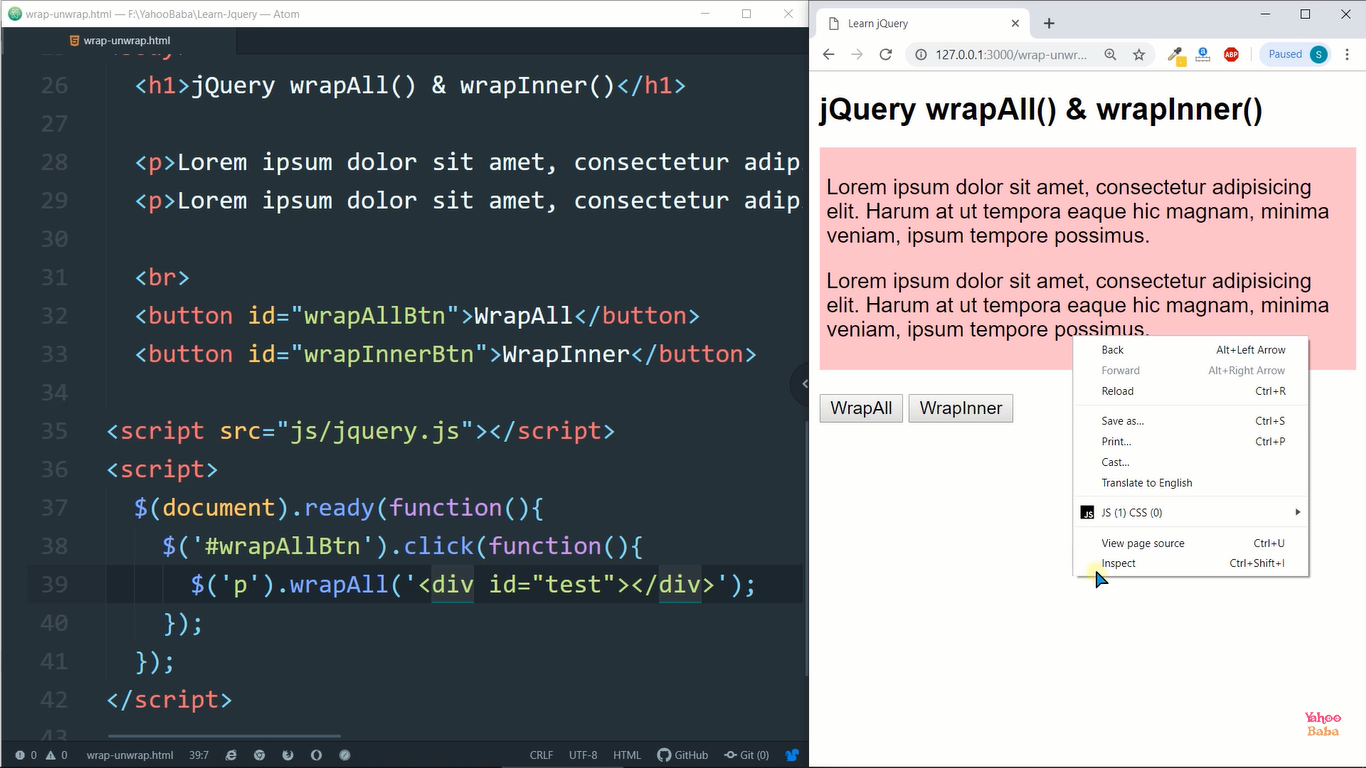 wrap-unwrap.html — F:\YahooBaba\Learn-Jquery — Atom
wrap-unwrap.html
26 <h1>jQuery wrapAll() & wrapInner()</h1>
27
28 <p>Lorem ipsum dolor sit amet, consectetur adip
29 <p>Lorem ipsum dolor sit amet, consectetur adip
30
31 <br>
32 <button id="wrapAllBtn">WrapAll</button>
33 <button id="wrapInnerBtn">WrapInner</button>
34
35 <script src="js/jquery.js"></script>
36 <script>
37 $(document).ready(function(){
38 $('#wrapAllBtn').click(function(){
39 $('p').wrapAll('<div id="test"></div>');
40 });
41 });
42 </script>
43
0 0 wrap-unwrap.html 39:7 CRLF UTF-8 HTML GitHub Git (0)
Learn jQuery
127.0.0.1:3000/wrap-unwr... ABP Paused S
jQuery wrapAll() & wrapInner()
Lorem ipsum dolor sit amet, consectetur adipisicing
elit. Harum at ut tempora eaque hic magnam, minima
veniam, ipsum tempore possimus.
Lorem ipsum dolor sit amet, consectetur adipisicing
elit. Harum at ut tempora eaque hic magnam, minima
veniam, ipsum tempore possimus.
WrapAll WrapInner
Back Alt+Left Arrow
Forward Alt+Right Arrow
Reload Ctrl+R
Save as... Ctrl+S
Print... Ctrl+P
Cast...
Translate to English
JS JS (1) CSS (0)
View page source Ctrl+U
Inspect Ctrl+Shift+I
Yahoo
Baba